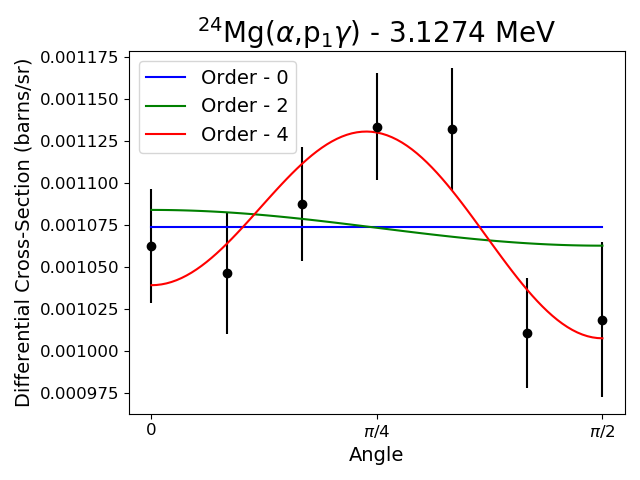 ²⁴Mg(α,p₁γ) - 3.1274 MeV
Order - 0
Order - 2
Order - 4
Differential Cross-Section (barns/sr)
0.001175
0.001150
0.001125
0.001100
0.001075
0.001050
0.001025
0.001000
0.000975
0
π/4
π/2
Angle